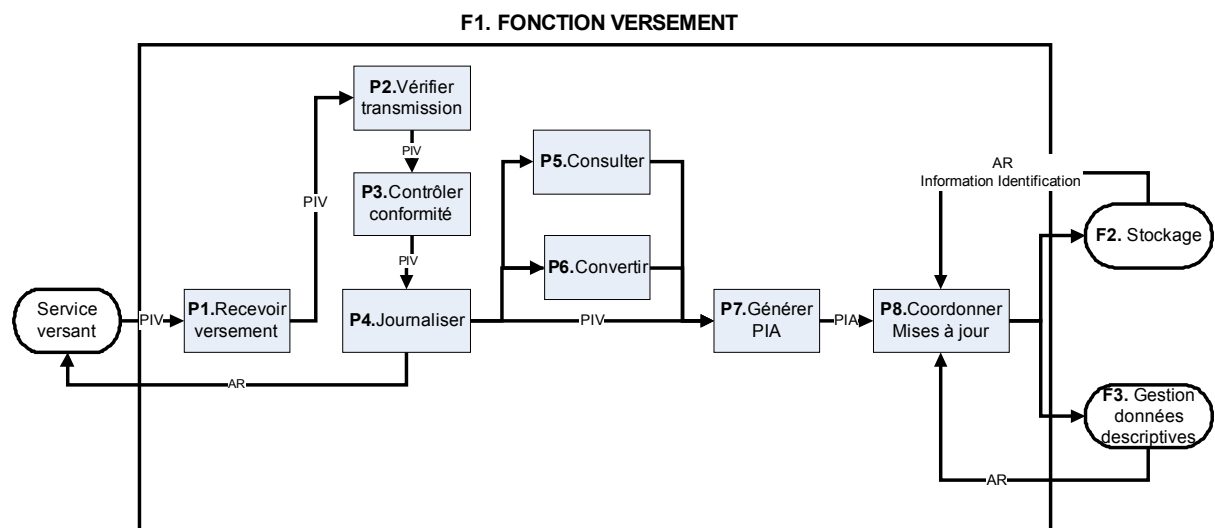 F1. FONCTION VERSEMENT
P2.Vérifier
transmission
PIV
PIV
P3.Contrôler
conformité
PIV
P5.Consulter
P6.Convertir
AR
Information Identification
F2. Stockage
Service
versant
PIV
P1.Recevoir
versement
P4.Journaliser
PIV
P7.Générer
PIA
PIA
P8.Coordonner
Mises à jour
AR
F3. Gestion
données
descriptives
AR